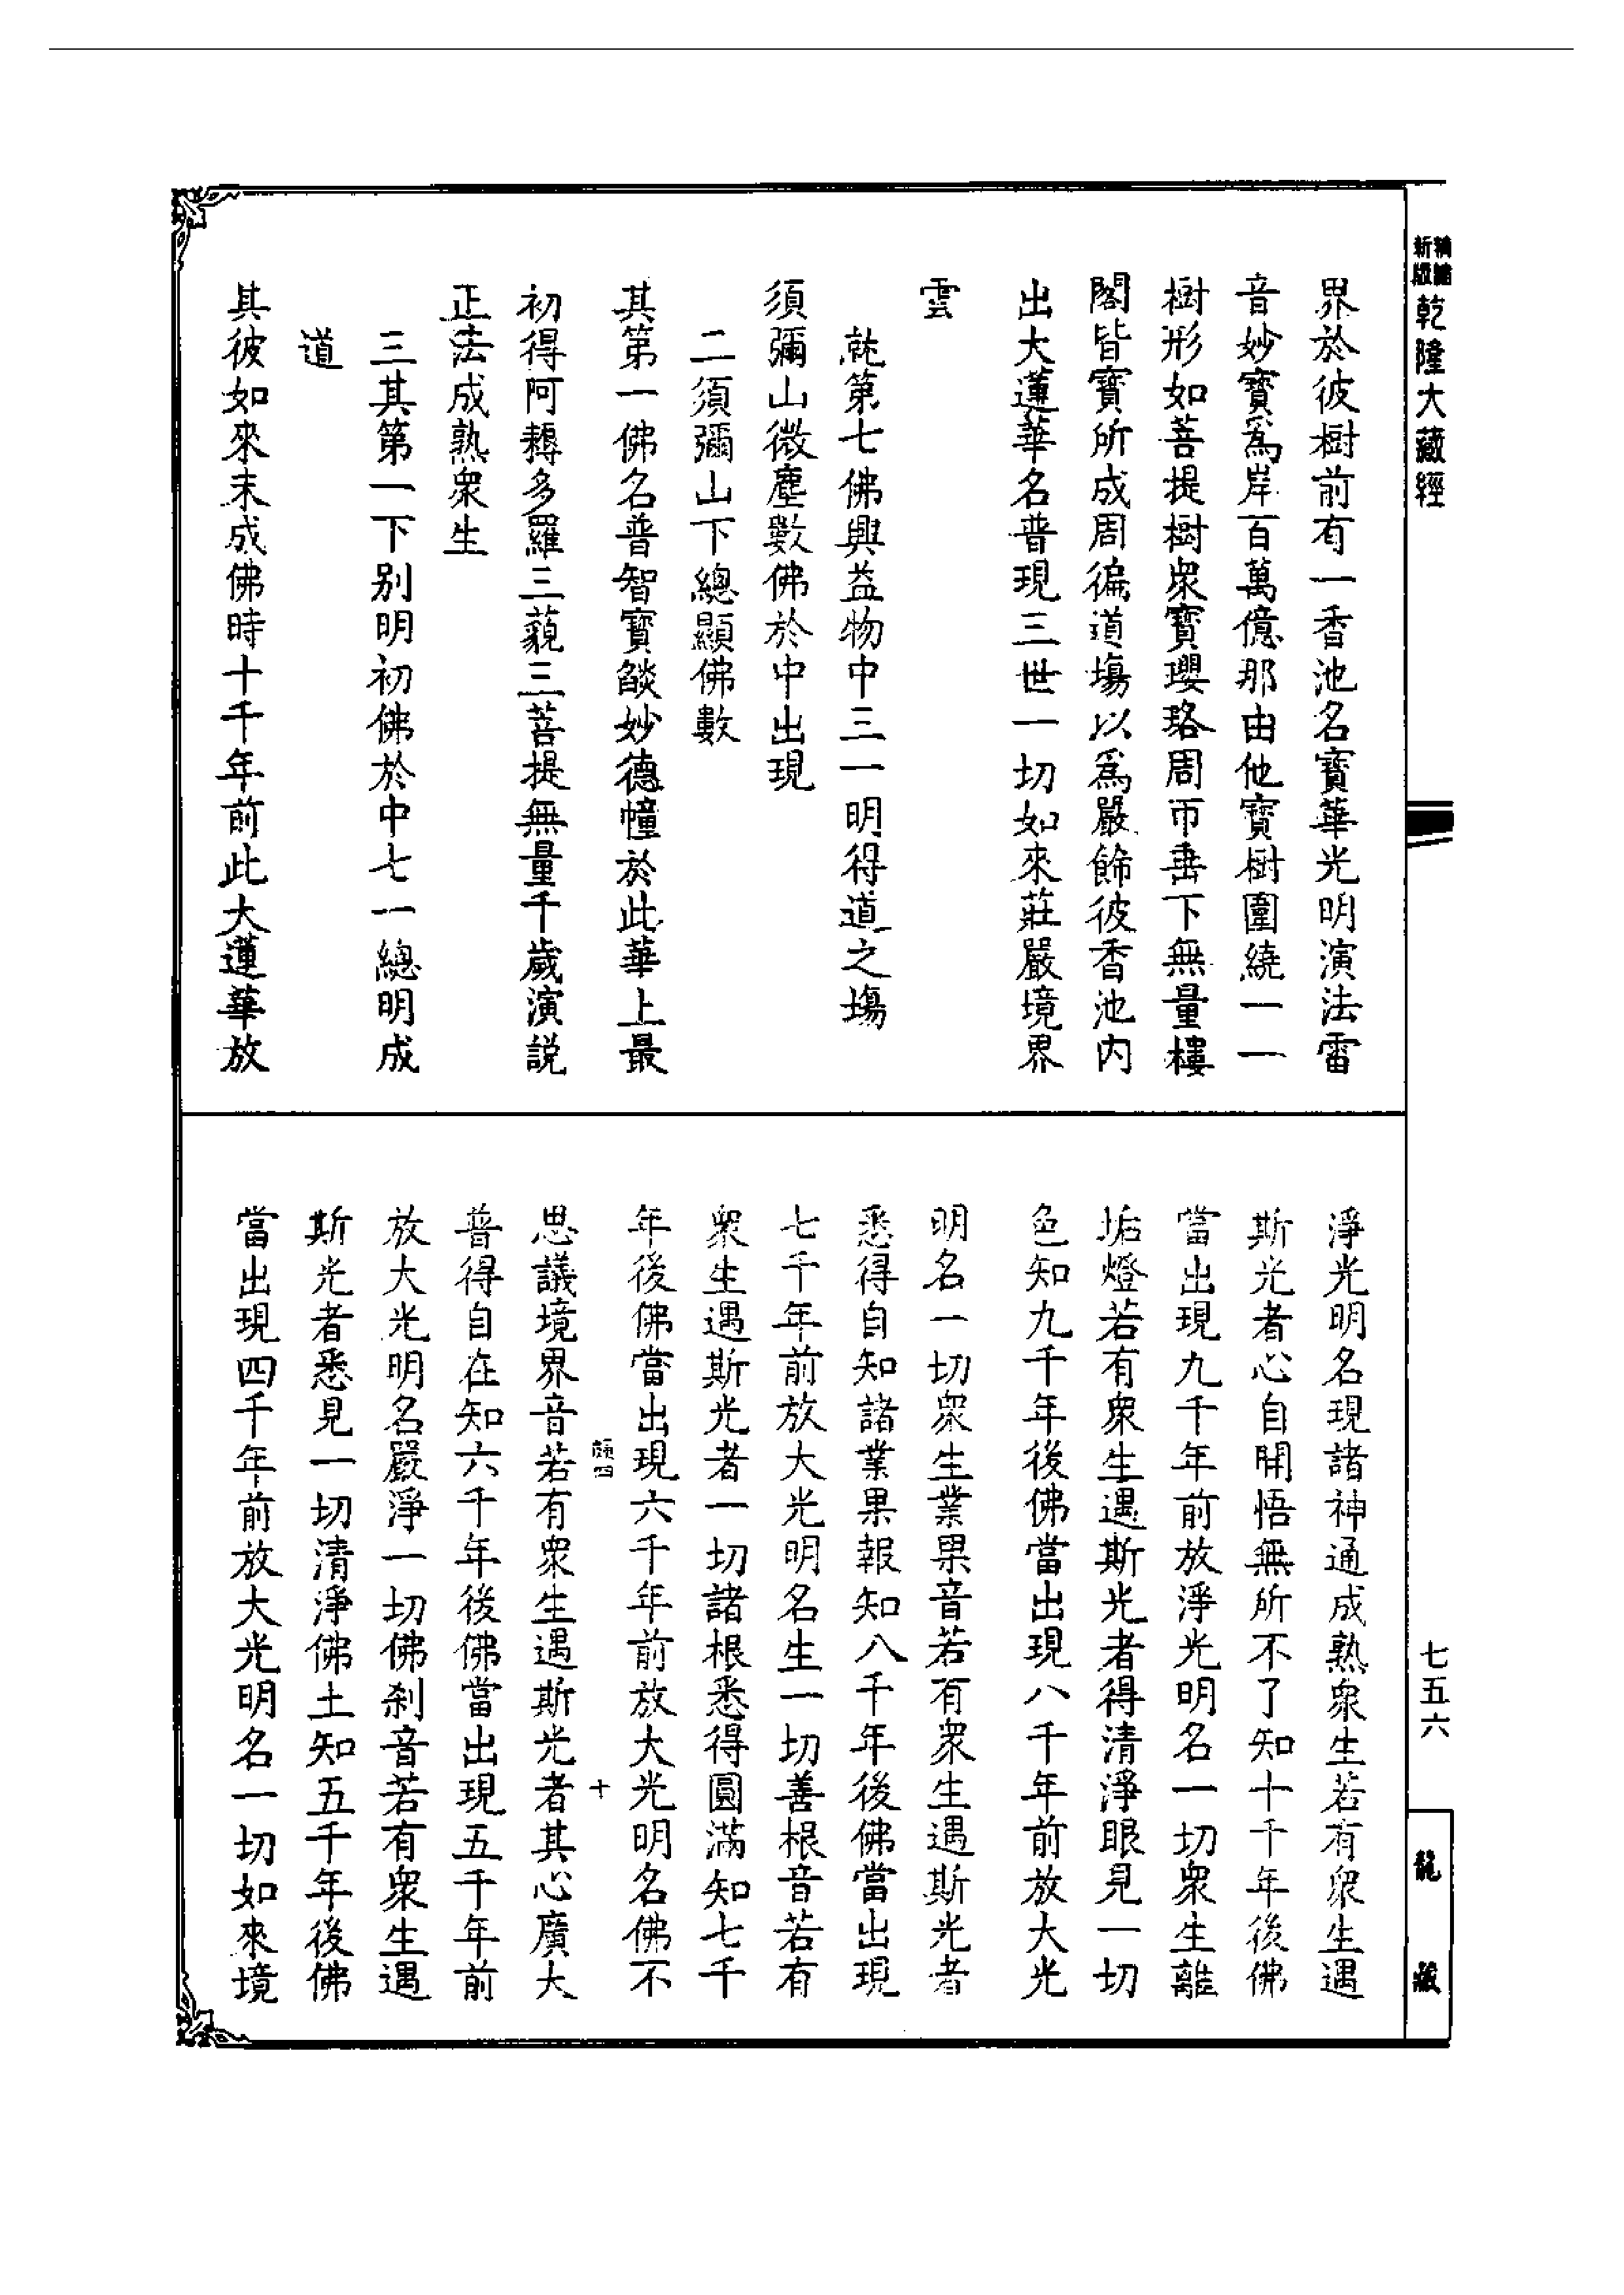 新版
精縮
乾隆大藏經
界於彼樹前有一香池名寶華光明演法雷
音妙寶爲岸百萬億那由他寶樹圍繞一一
樹形如菩提樹衆寶瓔珞周帀垂下無量樓
閣皆寶所成周徧道塲以爲嚴飾彼香池內
出大蓮華名普現三世一切如來莊嚴境界
雲
就第七佛興益物中三一明得道之塲
須彌山微塵數佛於中出現
二須彌山下總顯佛數
其第一佛名普智寶燄妙德幢於此華上最
初得阿耨多羅三藐三菩提無量千歲演説
正法成熟衆生
三其第一下别明初佛於中七一總明成
道
其彼如來未成佛時十千年前此大蓮華放
淨光明名現諸神通成熟衆生若有衆生遇
斯光者心自開悟無所不了知十千年後佛
當出現九千年前放淨光明名一切衆生離
垢燈若有衆生遇斯光者得清淨眼見一切
色知九千年後佛當出現八千年前放大光
明名一切衆生業果音若有衆生遇斯光者
悉得自知諸業果報知八千年後佛當出現
七千年前放大光明名生一切善根音若有
衆生遇斯光者一切諸根悉得圓滿知七千
年後佛當出現六千年前放大光明名佛不
四 十
思議境界音若有衆生遇斯光者其心廣大
普得自在知六千年後佛當出現五千年前
放大光明名嚴淨一切佛刹音若有衆生遇
斯光者悉見一切清淨佛土知五千年後佛
當出現四千年前放大光明名一切如來境
七五六
龍藏